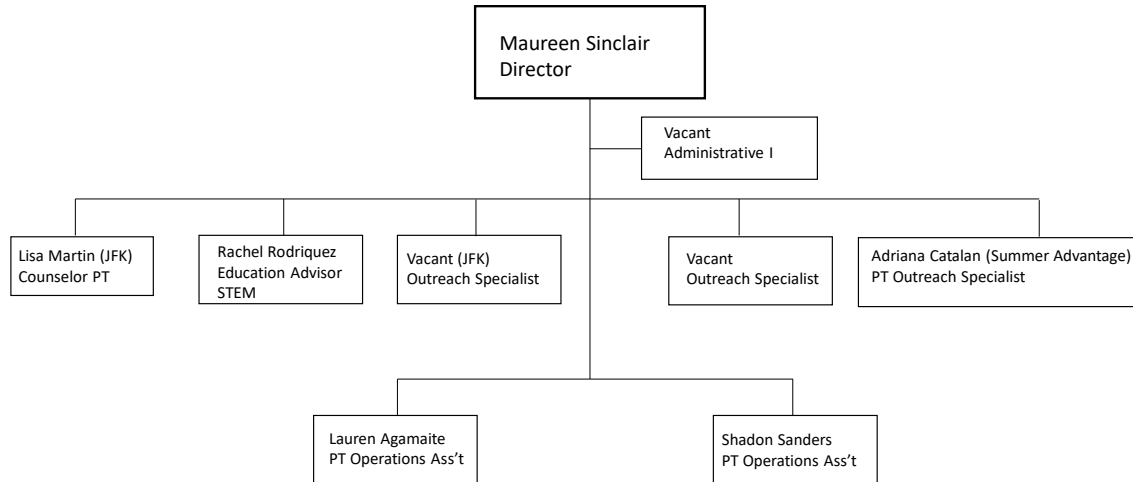 Maureen Sinclair
Director
Vacant
Administrative I
Lisa Martin (JFK)
Counselor PT
Rachel Rodriquez
Education Advisor
STEM
Vacant (JFK)
Outreach Specialist
Vacant
Outreach Specialist
Adriana Catalan (Summer Advantage)
PT Outreach Specialist
Lauren Agamaite
PT Operations Ass’t
Shadon Sanders
PT Operations Ass’t